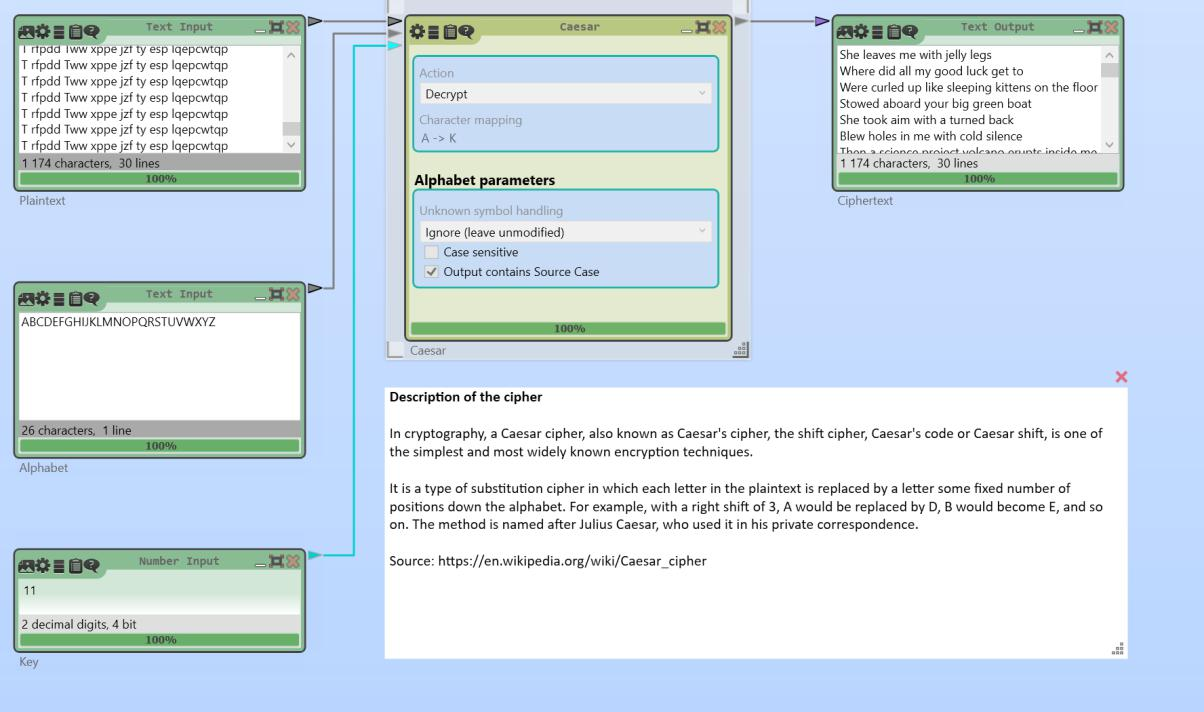 Text Input
T rfpdd Tww xppe jzf ty esp lqepcwtqp
T rfpdd Tww xppe jzf ty esp lqepcwtqp
T rfpdd Tww xppe jzf ty esp lqepcwtqp
T rfpdd Tww xppe jzf ty esp lqepcwtqp
T rfpdd Tww xppe jzf ty esp lqepcwtqp
T rfpdd Tww xppe jzf ty esp lqepcwtqp
T rfpdd Tww xppe jzf ty esp lqepcwtqp
1 174 characters, 30 lines
100%
Plaintext
Caesar
Action
Decrypt
Character mapping
A -> K
Alphabet parameters
Unknown symbol handling
Ignore (leave unmodified)
Case sensitive
Output contains Source Case
100%
Caesar
Text Output
She leaves me with jelly legs
Where did all my good luck get to
Were curled up like sleeping kittens on the floor
Stowed aboard your big green boat
She took aim with a turned back
Blew holes in me with cold silence
Then a science project volcano erupts inside me
1 174 characters, 30 lines
100%
Ciphertext
Text Input
ABCDEFGHIJKLMNOPQRSTUVWXYZ
26 characters, 1 line
100%
Alphabet
Number Input
11
2 decimal digits, 4 bit
100%
Key
Description of the cipher
In cryptography, a Caesar cipher, also known as Caesar's cipher, the shift cipher, Caesar's code or Caesar shift, is one of
the simplest and most widely known encryption techniques.
It is a type of substitution cipher in which each letter in the plaintext is replaced by a letter some fixed number of
positions down the alphabet. For example, with a right shift of 3, A would be replaced by D, B would become E, and so
on. The method is named after Julius Caesar, who used it in his private correspondence.
Source: https://en.wikipedia.org/wiki/Caesar_cipher